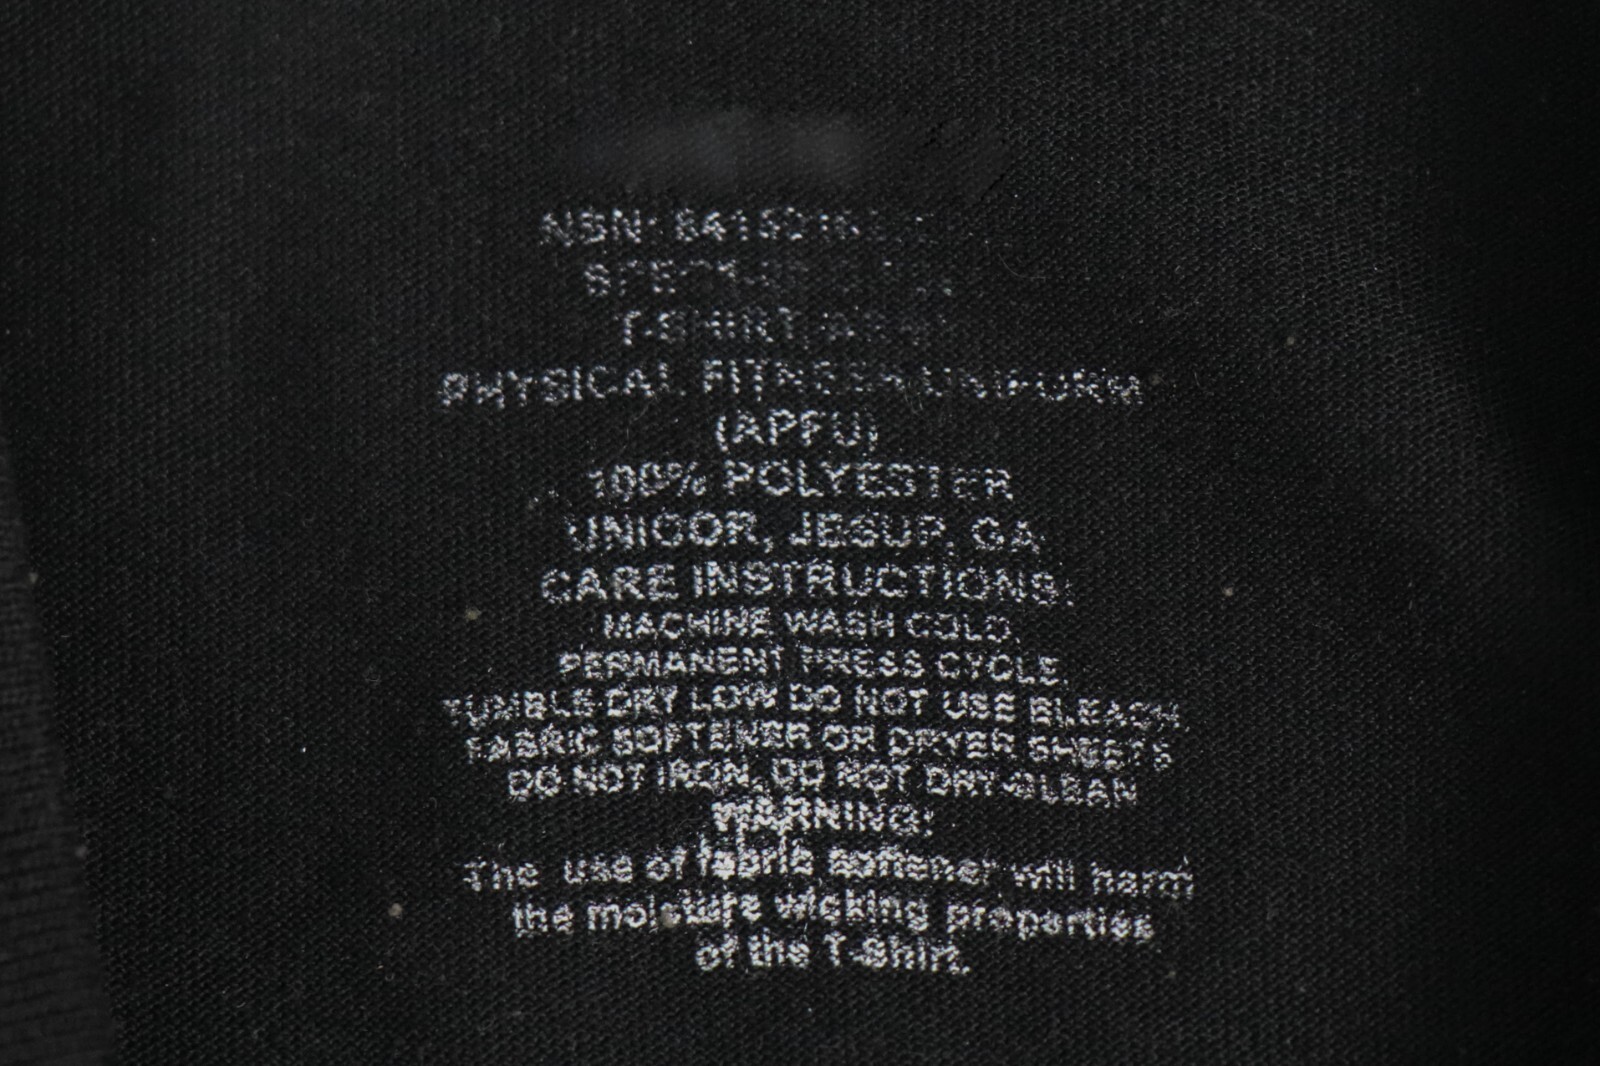 NSN:
T-SHIRT,
PHYSICAL FITNESS UNIFORM
(APFU)
100% POLYESTER
UNICOR, JESUP, GA
CARE INSTRUCTIONS:
MACHINE WASH COLD.
PERMANENT PRESS CYCLE.
TUMBLE DRY LOW DO NOT USE BLEACH,
FABRIC SOFTENER OR DRYER SHEETS
DO NOT IRON. DO NOT DRY-CLEAN
WARNING:
The use of fabric softener will harm
the moisture wicking properties
of the T-Shirt.